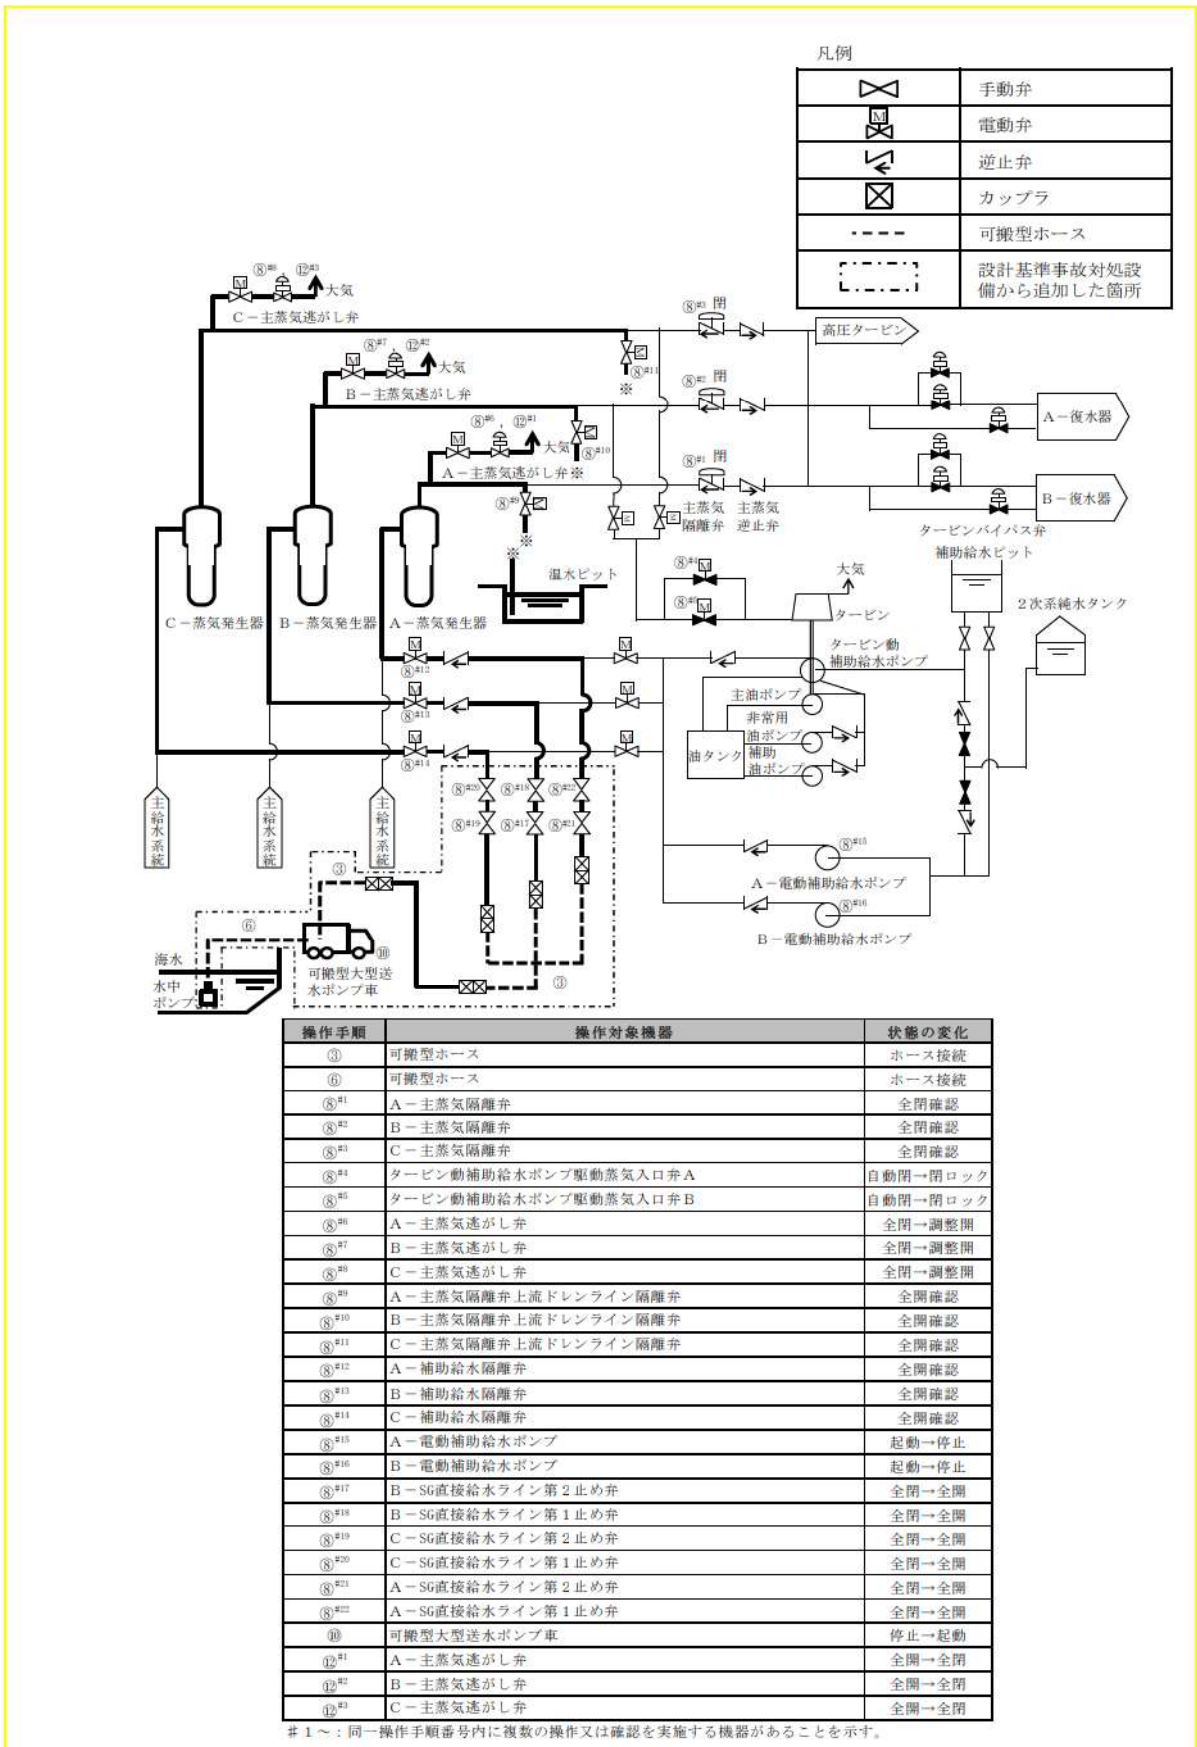 凡例
手動弁
M
電動弁
逆止弁
カップラ
可搬型ホース
設計基準事故対処設
備から追加した箇所
⑧#8 , ⑫#3
M
大気
C－主蒸気逃がし弁
⑧#7 , ⑫#2
M
大気
B－主蒸気逃がし弁
⑧#6 , ⑫#1
M
大気
A－主蒸気逃がし弁※
⑧#3 閉
高圧タービン
M
⑧#11
※
⑧#2 閉
A－復水器
M
⑧#10
⑧#1 閉
B－復水器
⑧#9
M
※
主蒸気
隔離弁
主蒸気
逆止弁
M
M
タービンバイパス弁
補助給水ピット
※
温水ピット
⑧#4
M
⑧#5
M
大気
タービン
2次系純水タンク
C－蒸気発生器
B－蒸気発生器
A－蒸気発生器
M
⑧#12
M
タービン動
補助給水ポンプ
M
⑧#13
M
主油ポンプ
非常用
油ポンプ
M
⑧#14
M
油タンク
補助
油ポンプ
主給水系統
主給水系統
主給水系統
⑧#20
⑧#18
⑧#22
⑧#19
⑧#17
⑧#21
⑧#15
A－電動補助給水ポンプ
⑧#16
B－電動補助給水ポンプ
③
⑥
⑩
海水
水中
ポンプ
可搬型大型送
水ポンプ車
③
操作手順 操作対象機器 状態の変化
③ 可搬型ホース ホース接続
⑥ 可搬型ホース ホース接続
⑧#1 A－主蒸気隔離弁 全閉確認
⑧#2 B－主蒸気隔離弁 全閉確認
⑧#3 C－主蒸気隔離弁 全閉確認
⑧#4 タービン動補助給水ポンプ駆動蒸気入口弁A 自動閉→閉ロック
⑧#5 タービン動補助給水ポンプ駆動蒸気入口弁B 自動閉→閉ロック
⑧#6 A－主蒸気逃がし弁 全閉→調整開
⑧#7 B－主蒸気逃がし弁 全閉→調整開
⑧#8 C－主蒸気逃がし弁 全閉→調整開
⑧#9 A－主蒸気隔離弁上流ドレンライン隔離弁 全開確認
⑧#10 B－主蒸気隔離弁上流ドレンライン隔離弁 全開確認
⑧#11 C－主蒸気隔離弁上流ドレンライン隔離弁 全開確認
⑧#12 A－補助給水隔離弁 全開確認
⑧#13 B－補助給水隔離弁 全開確認
⑧#14 C－補助給水隔離弁 全開確認
⑧#15 A－電動補助給水ポンプ 起動→停止
⑧#16 B－電動補助給水ポンプ 起動→停止
⑧#17 B－SG直接給水ライン第2止め弁 全閉→全開
⑧#18 B－SG直接給水ライン第1止め弁 全閉→全開
⑧#19 C－SG直接給水ライン第2止め弁 全閉→全開
⑧#20 C－SG直接給水ライン第1止め弁 全閉→全開
⑧#21 A－SG直接給水ライン第2止め弁 全閉→全開
⑧#22 A－SG直接給水ライン第1止め弁 全閉→全開
⑩ 可搬型大型送水ポンプ車 停止→起動
⑫#1 A－主蒸気逃がし弁 全開→全閉
⑫#2 B－主蒸気逃がし弁 全開→全閉
⑫#3 C－主蒸気逃がし弁 全開→全閉
#1～：同一操作手順番号内に複数の操作又は確認を実施する機器があることを示す。